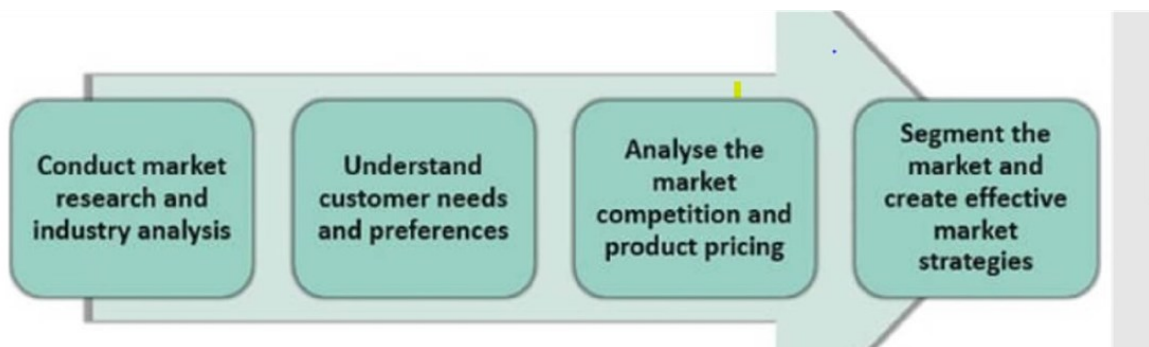 Conduct market
research and
industry analysis
Understand
customer needs
and preferences
Analyse the
market
competition and
product pricing
Segment the
market and
create effective
market
strategies